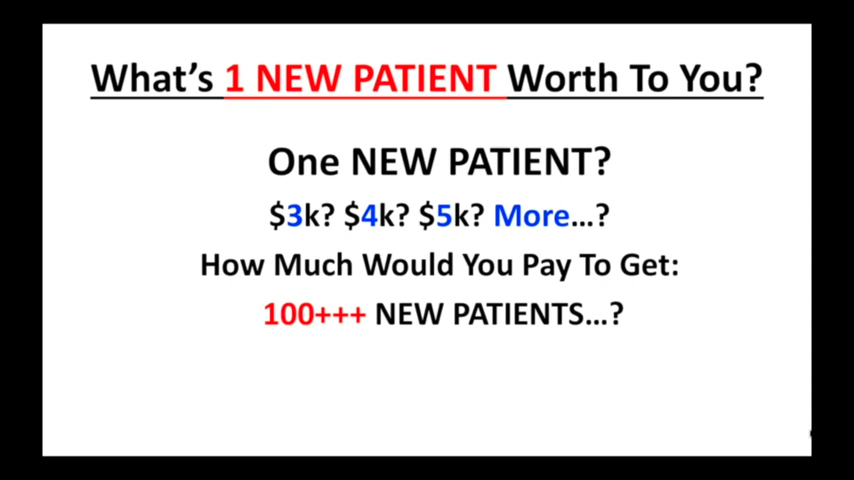 What's 1 NEW PATIENT Worth To You?
One NEW PATIENT?
$3k? $4k? $5k? More...?
How Much Would You Pay To Get:
100+++ NEW PATIENTS...?